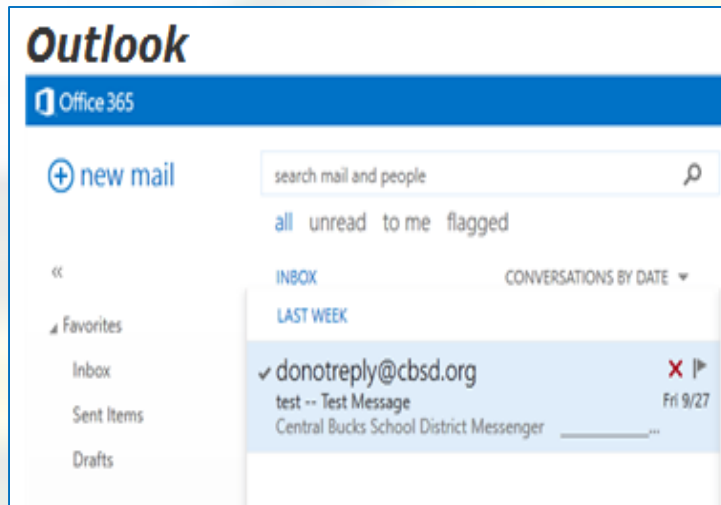 Outlook
Office 365
new mail
search mail and people
all unread to me flagged
«
INBOX CONVERSATIONS BY DATE
LAST WEEK
Favorites
Inbox
Sent Items
Drafts
donotreply@cbsd.org
test -- Test Message Fri 9/27
Central Bucks School District Messenger __________...